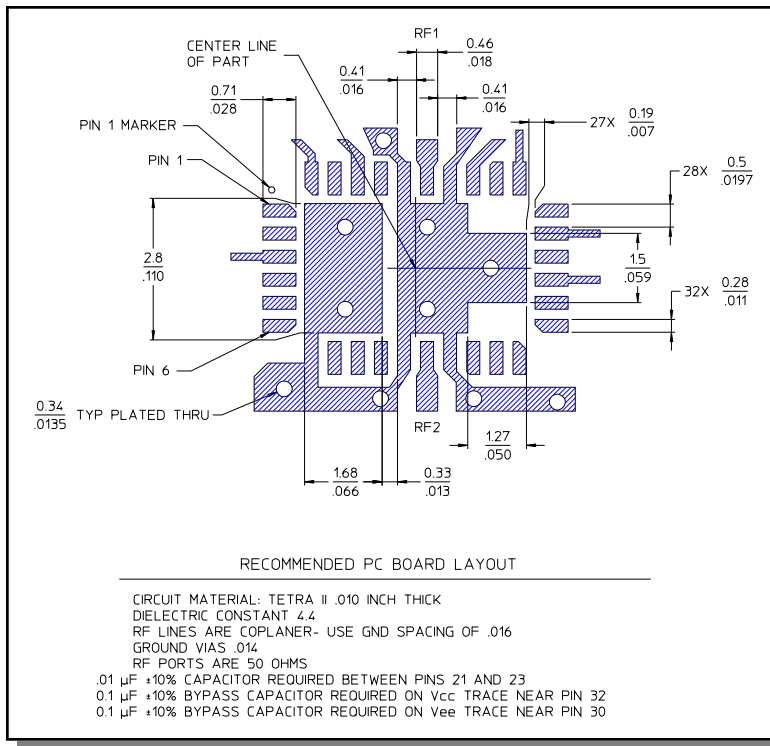 RF1
CENTER LINE
OF PART
0.46
.018
0.41
.016
0.41
.016
0.71
.028
27X 0.19
.007
PIN 1 MARKER
PIN 1
28X 0.5
.0197
2.8
.110
1.5
.059
32X 0.28
.011
PIN 6
0.34
.0135
TYP PLATED THRU
RF2
1.27
.050
1.68
.066
0.33
.013
RECOMMENDED PC BOARD LAYOUT
CIRCUIT MATERIAL: TETRA II .010 INCH THICK
DIELECTRIC CONSTANT 4.4
RF LINES ARE COPLANER- USE GND SPACING OF .016
GROUND VIAS .014
RF PORTS ARE 50 OHMS
.01 µF ±10% CAPACITOR REQUIRED BETWEEN PINS 21 AND 23
0.1 µF ±10% BYPASS CAPACITOR REQUIRED ON Vcc TRACE NEAR PIN 32
0.1 µF ±10% BYPASS CAPACITOR REQUIRED ON Vee TRACE NEAR PIN 30